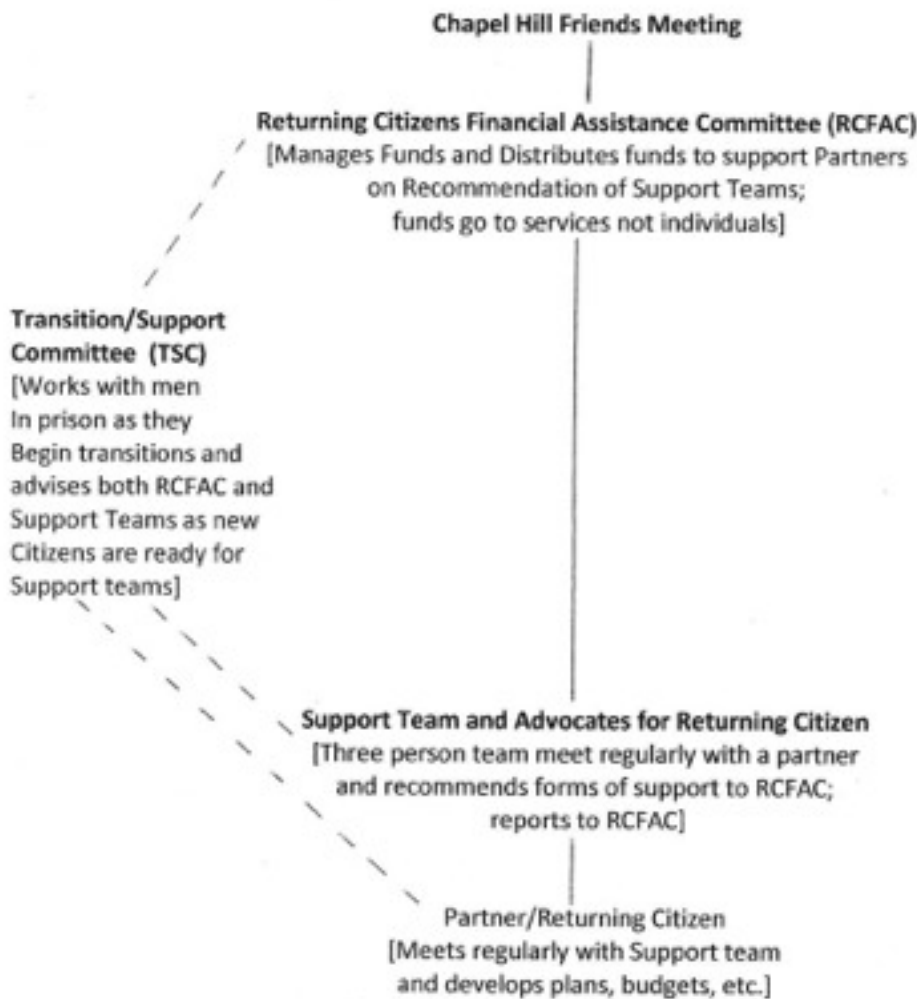 Chapel Hill Friends Meeting
Returning Citizens Financial Assistance Committee (RCFAC)
[Manages Funds and Distributes funds to support Partners
on Recommendation of Support Teams;
funds go to services not individuals]
Transition/Support
Committee (TSC)
[Works with men
In prison as they
Begin transitions and
advises both RCFAC and
Support Teams as new
Citizens are ready for
Support teams]
Support Team and Advocates for Returning Citizen
[Three person team meet regularly with a partner
and recommends forms of support to RCFAC;
reports to RCFAC]
Partner/Returning Citizen
[Meets regularly with Support team
and develops plans, budgets, etc.]